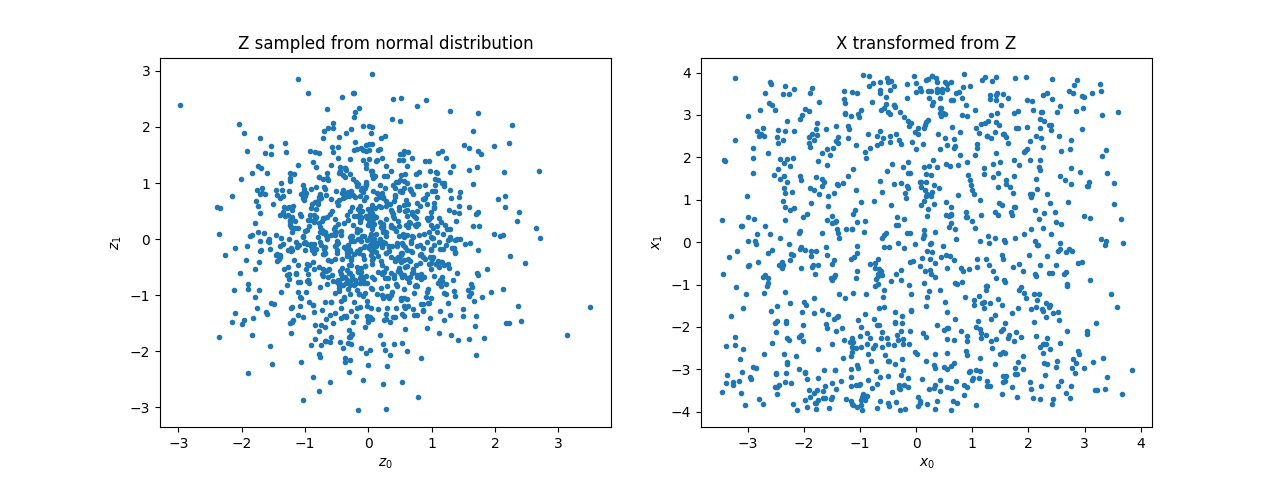 Z sampled from normal distribution
3
2
1
0
−1
−2
−3
z1
−3 −2 −1 0 1 2 3
z0
X transformed from Z
4
3
2
1
0
−1
−2
−3
−4
x1
−3 −2 −1 0 1 2 3 4
x0